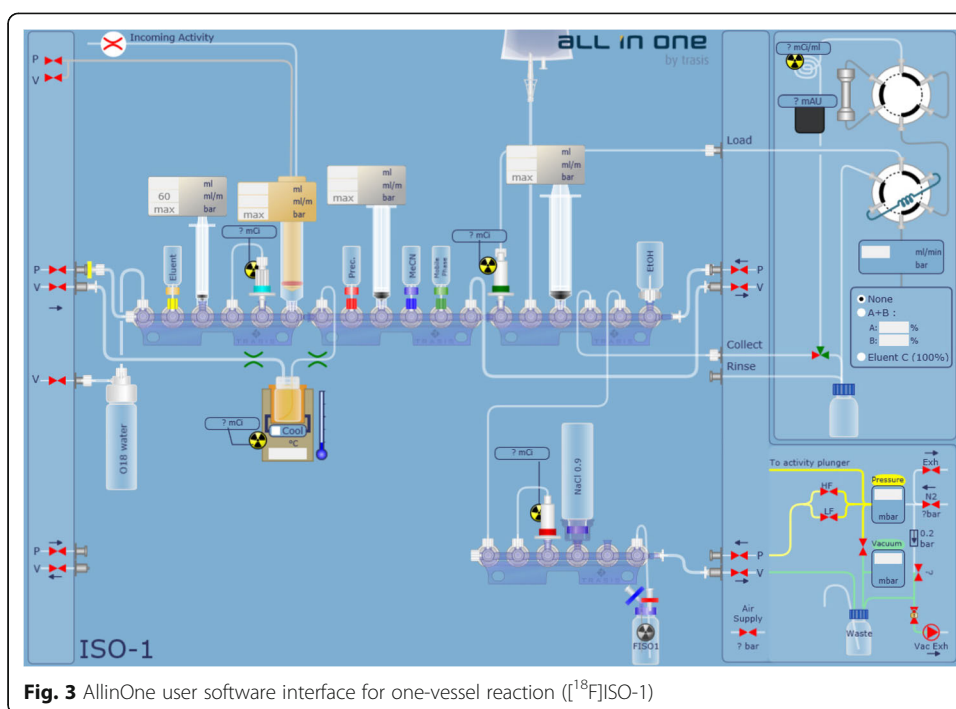 Incoming Activity
ALL IN ONE
by trasis
? mCi/ml
? mAU
P
V
Load
ml
ml/m
max
bar
60
ml
ml/m
max
bar
ml
ml/m
max
bar
ml
ml/m
max
bar
? mCi
? mCi
Eluent
Prec.
MeCN
Mobile Phase
EtOH
ml/min
bar
P
V
P
V
None
A+B :
A: %
B: %
Eluent C (100%)
Collect
Rinse
V
O18 water
? mCi
Cool
°C
? mCi
NaCl 0.9
To activity plunger
Exh
Pressure
HF
LF
mbar
N2
?bar
0.2
bar
Vacuum
mbar
?
P
V
P
V
Air
Supply
? bar
FISO1
Waste
Vac Exh
ISO-1
Fig. 3 AllinOne user software interface for one-vessel reaction ([18F]ISO-1)